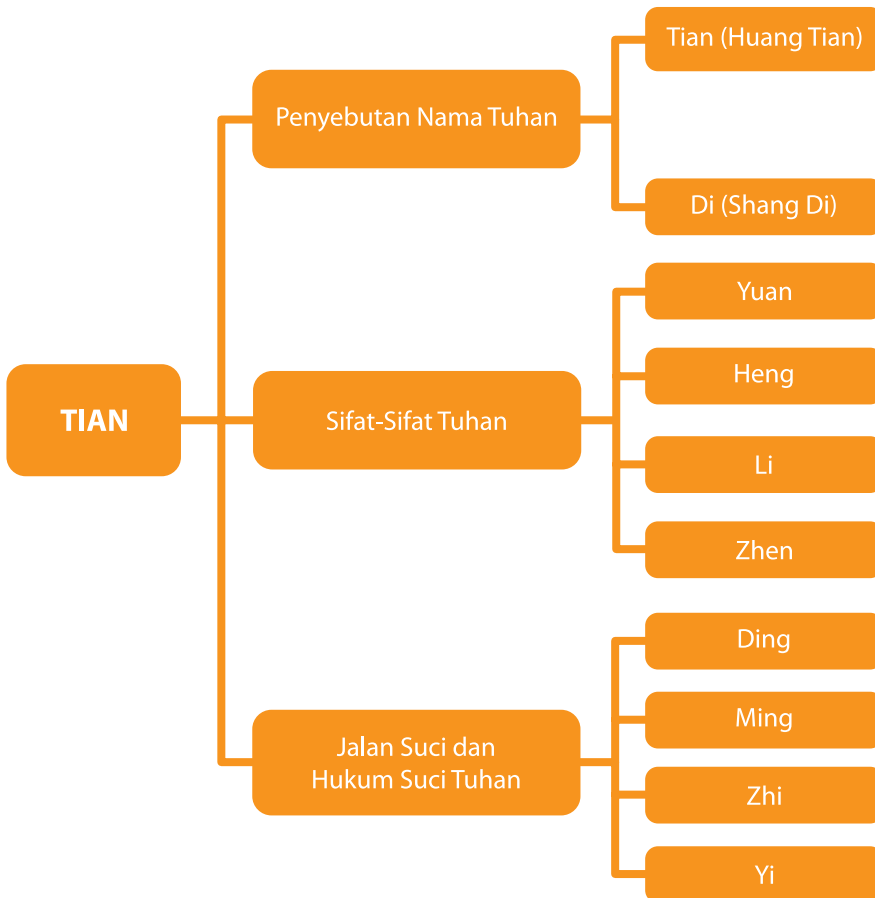 TIAN
Penyebutan Nama Tuhan
Tian (Huang Tian)
Di (Shang Di)
Sifat-Sifat Tuhan
Yuan
Heng
Li
Zhen
Jalan Suci dan
Hukum Suci Tuhan
Ding
Ming
Zhi
Yi